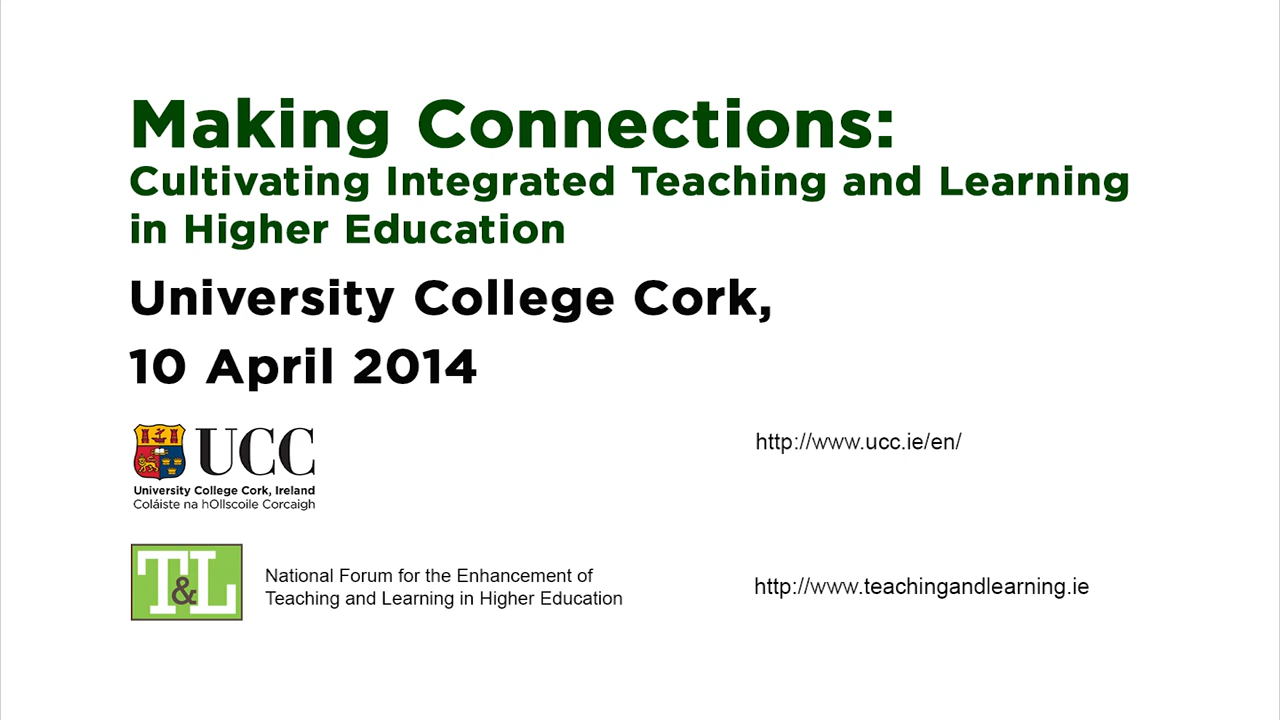 Making Connections:
Cultivating Integrated Teaching and Learning
in Higher Education
University College Cork,
10 April 2014
UCC
University College Cork, Ireland
Coláiste na hOllscoile Corcaigh
http://www.ucc.ie/en/
T&L
National Forum for the Enhancement of
Teaching and Learning in Higher Education
http://www.teachingandlearning.ie